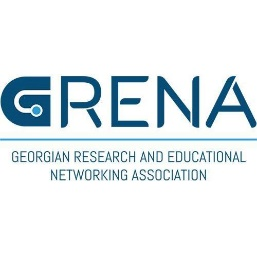 GRENA
GEORGIAN RESEARCH AND EDUCATIONAL
NETWORKING ASSOCIATION